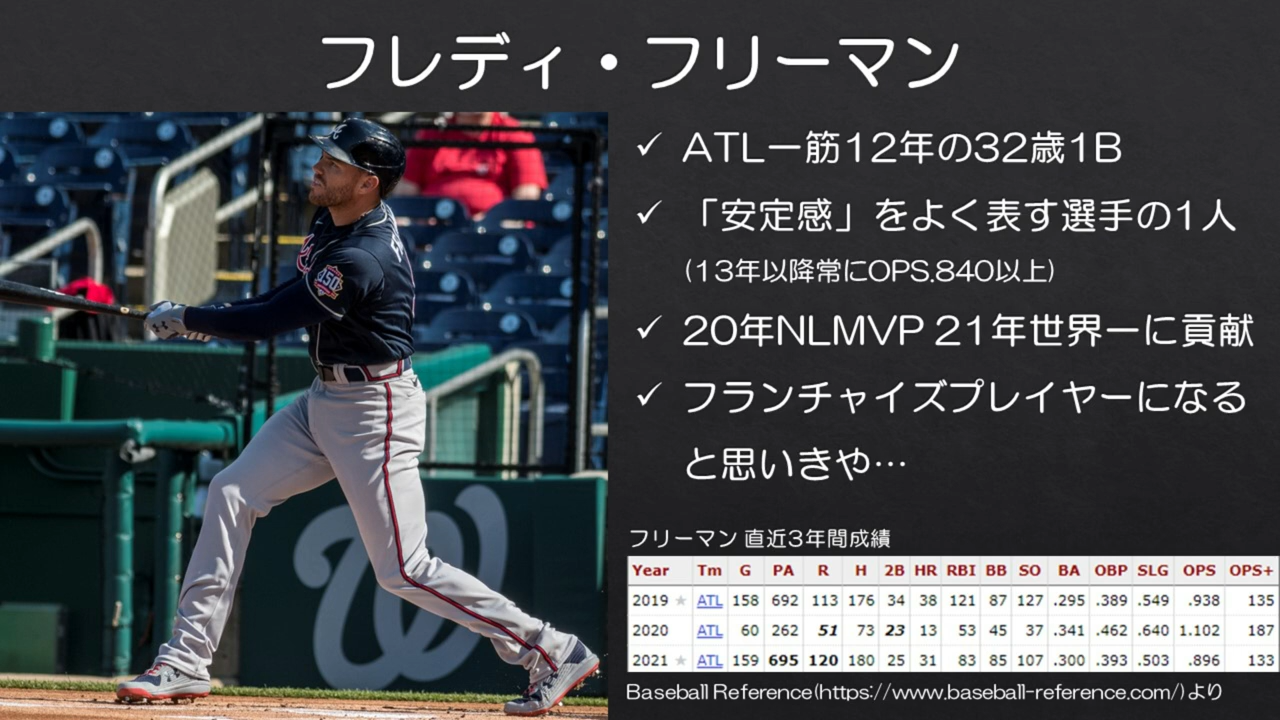 フレディ・フリーマン
✓ ATL一筋12年の32歳1B
✓ 「安定感」をよく表す選手の1人
(13年以降常にOPS.840以上)
✓ 20年NLMVP 21年世界一に貢献
✓ フランチャイズプレイヤーになる
と思いきや…
150
フリーマン 直近3年間成績
Year Tm G PA R H 2B HR RBI BB SO BA OBP SLG OPS OPS+
2019 ★ ATL 158 692 113 176 34 38 121 87 127 .295 .389 .549 .938 135
2020 ATL 60 262 51 73 23 13 53 45 37 .341 .462 .640 1.102 187
2021 ★ ATL 159 695 120 180 25 31 83 85 107 .300 .393 .503 .896 133
Baseball Reference(https://www.baseball-reference.com/)より